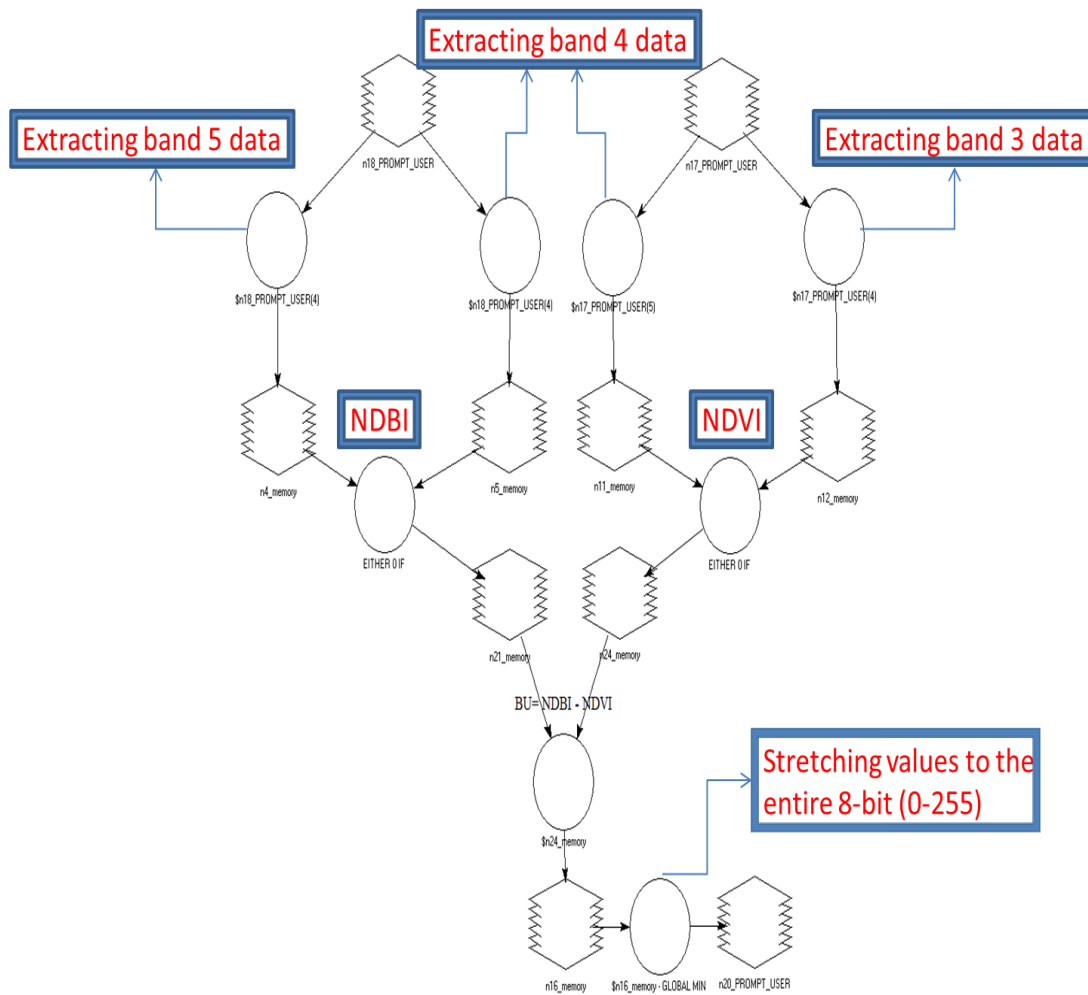 Extracting band 4 data
n18_PROMPT_USER
n17_PROMPT_USER
Extracting band 5 data
Extracting band 3 data
$n18_PROMPT_USER(4)
$n18_PROMPT_USER(4)
$n17_PROMPT_USER(5)
$n17_PROMPT_USER(4)
NDBI
NDVI
n4_memory
n5_memory
n11_memory
n12_memory
EITHER 0 IF
EITHER 0 IF
n21_memory
n24_memory
BU= NDBI - NDVI
$n24_memory
Stretching values to the
entire 8-bit (0-255)
n16_memory
$n16_memory - GLOBAL MIN
n20_PROMPT_USER